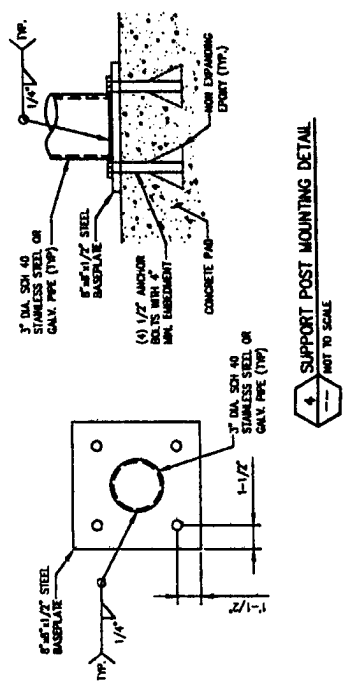 TYP.
1/4"
3" DIA. SCH 40
STAINLESS STEEL OR
GALV. PIPE (TYP)
8"x8"x1/2" STEEL
BASEPLATE
(4) 1/2" ANCHOR
BOLTS WITH 4"
MIN. EMBEDMENT
CONCRETE PAD
NON EXPANDING
EPOXY (TYP.)
8"x8"x1/2" STEEL
BASEPLATE
TYP.
1/4"
3" DIA. SCH 40
STAINLESS STEEL OR
GALV. PIPE (TYP)
1-1/2"
1'-1/2"
4
--
SUPPORT POST MOUNTING DETAIL
NOT TO SCALE